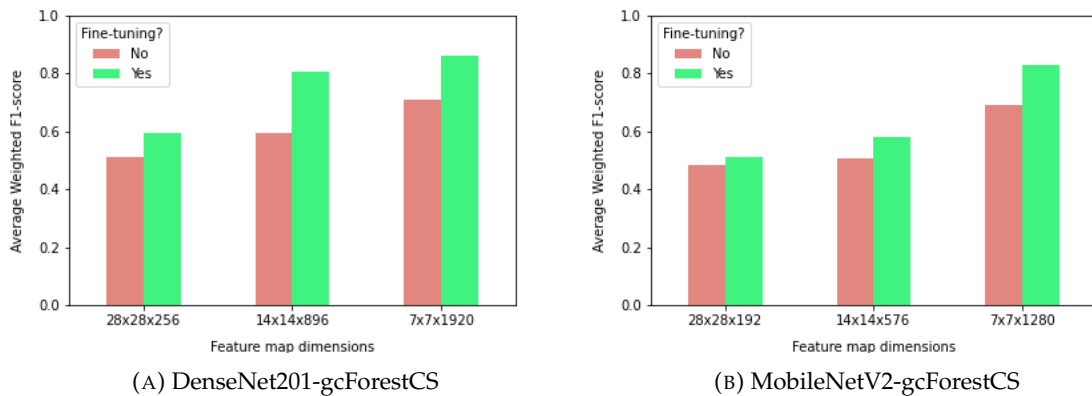 Fine-tuning?
No
Yes
1.0
0.8
0.6
0.4
0.2
0.0
Average Weighted F1-score
28x28x256 14x14x896 7x7x1920
Feature map dimensions
(A) DenseNet201-gcForestCS
Fine-tuning?
No
Yes
1.0
0.8
0.6
0.4
0.2
0.0
Average Weighted F1-score
28x28x192 14x14x576 7x7x1280
Feature map dimensions
(B) MobileNetV2-gcForestCS